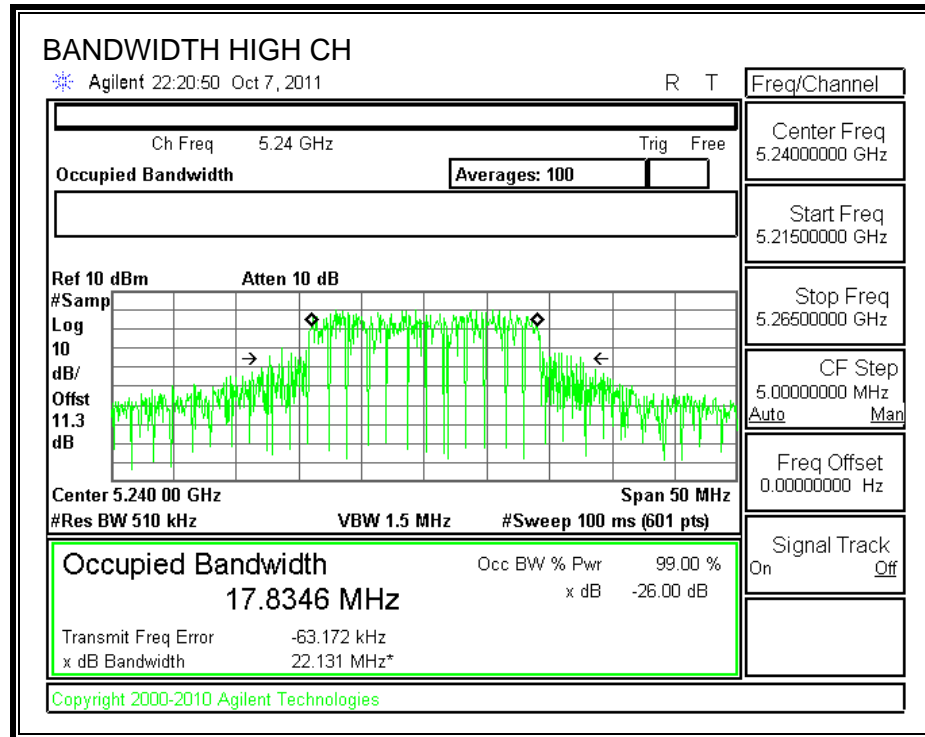 BANDWIDTH HIGH CH
Agilent 22:20:50 Oct 7, 2011 R T
Freq/Channel
Ch Freq 5.24 GHz Trig Free
Occupied Bandwidth Averages: 100
Center Freq
5.24000000 GHz
Start Freq
5.21500000 GHz
Stop Freq
5.26500000 GHz
CF Step
5.00000000 MHz
Auto Man
Freq Offset
0.00000000 Hz
Signal Track
On Off
Ref 10 dBm Atten 10 dB
#Samp
Log
10
dB/
Offst
11.3
dB
Center 5.240 00 GHz Span 50 MHz
#Res BW 510 kHz VBW 1.5 MHz #Sweep 100 ms (601 pts)
Occupied Bandwidth
17.8346 MHz
Occ BW % Pwr 99.00 %
x dB -26.00 dB
Transmit Freq Error -63.172 kHz
x dB Bandwidth 22.131 MHz*
Copyright 2000-2010 Agilent Technologies